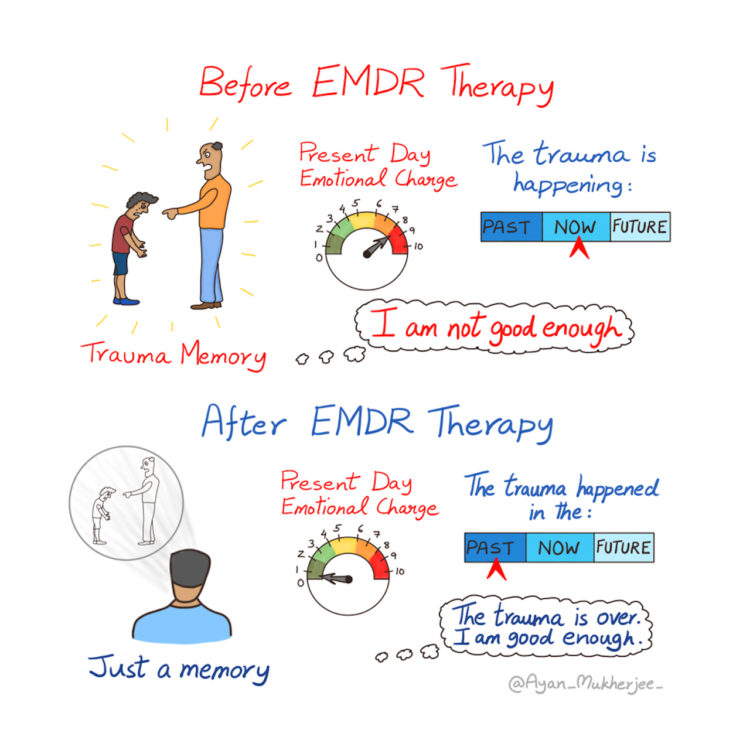 Before EMDR Therapy
Present Day
Emotional Charge
0 1 2 3 4 5 6 7 8 9 10
The trauma is
happening:
PAST NOW FUTURE
Trauma Memory
I am not good enough
After EMDR Therapy
Present Day
Emotional Charge
0 1 2 3 4 5 6 7 8 9 10
The trauma happened
in the:
PAST NOW FUTURE
Just a memory
The trauma is over.
I am good enough.
@Ayan_Mukherjee_